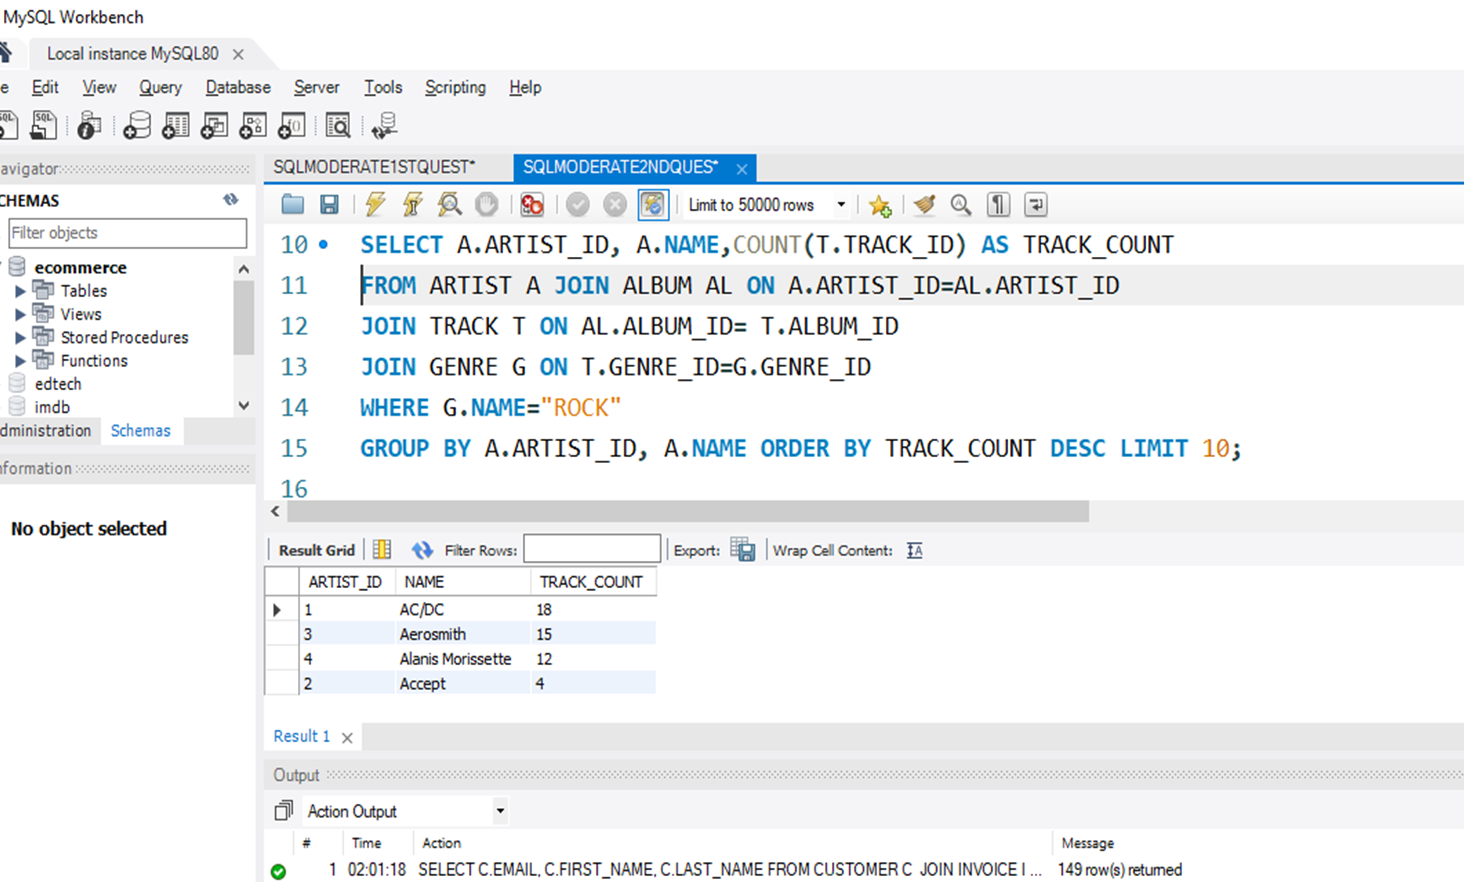 MySQL Workbench
Local instance MySQL80
e Edit View Query Database Server Tools Scripting Help
avigator
SQLMODERATE1STQUEST* SQLMODERATE2NDQUES*
CHEMAS
Limit to 50000 rows
Filter objects
ecommerce
Tables
Views
Stored Procedures
Functions
edtech
imdb
dministration Schemas
nformation
No object selected
10 SELECT A.ARTIST_ID, A.NAME,COUNT(T.TRACK_ID) AS TRACK_COUNT
11 FROM ARTIST A JOIN ALBUM AL ON A.ARTIST_ID=AL.ARTIST_ID
12 JOIN TRACK T ON AL.ALBUM_ID= T.ALBUM_ID
13 JOIN GENRE G ON T.GENRE_ID=G.GENRE_ID
14 WHERE G.NAME="ROCK"
15 GROUP BY A.ARTIST_ID, A.NAME ORDER BY TRACK_COUNT DESC LIMIT 10;
16
Result Grid Filter Rows: Export: Wrap Cell Content:
ARTIST_ID NAME TRACK_COUNT
1 AC/DC 18
3 Aerosmith 15
4 Alanis Morissette 12
2 Accept 4
Result 1
Output
Action Output
# Time Action Message
1 02:01:18 SELECT C.EMAIL, C.FIRST_NAME, C.LAST_NAME FROM CUSTOMER C JOIN INVOICE I ... 149 row(s) returned